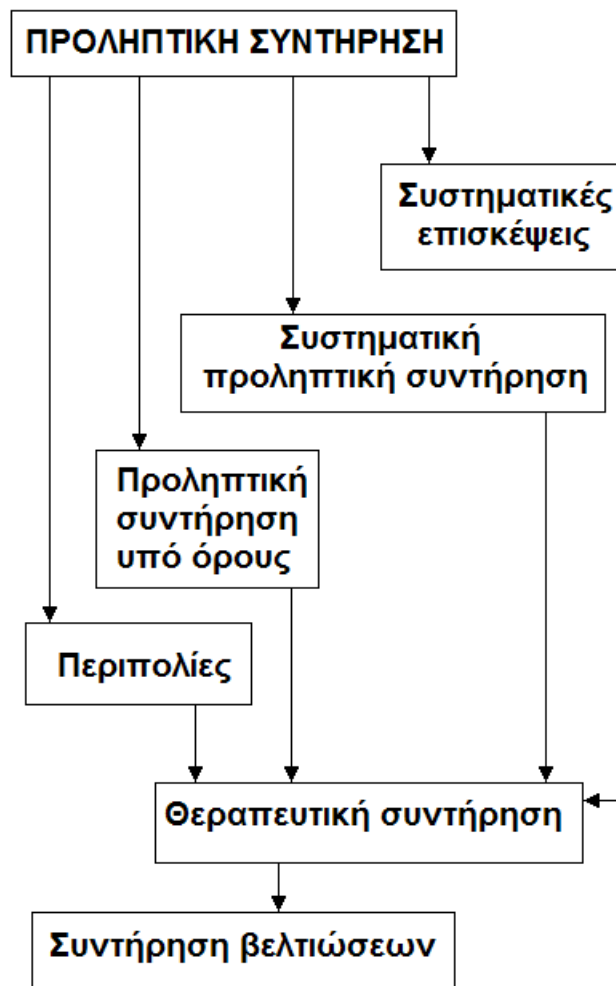 ΠΡΟΛΗΠΤΙΚΗ ΣΥΝΤΗΡΗΣΗ
Συστηματικές
επισκέψεις
Συστηματική
προληπτική συντήρηση
Προληπτική
συντήρηση
υπό όρους
Περιπολίες
Θεραπευτική συντήρηση
Συντήρηση βελτιώσεων